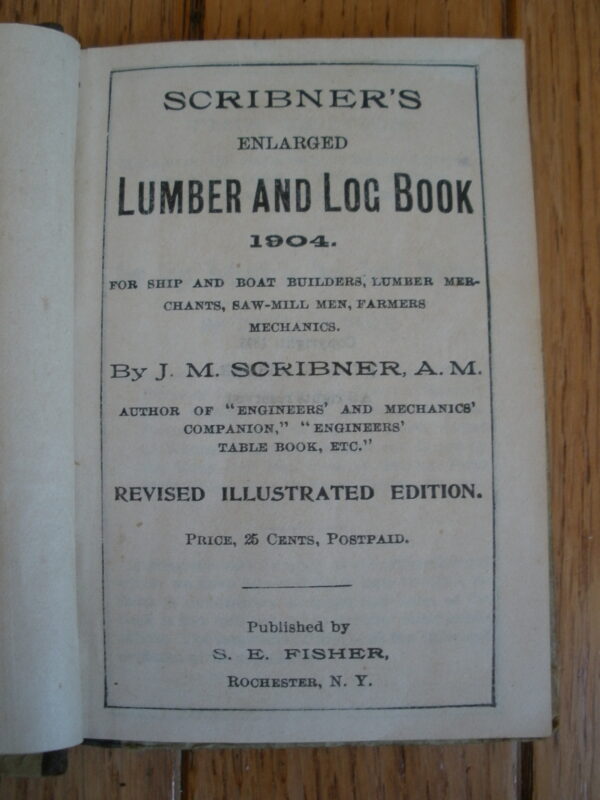 SCRIBNER'S
ENLARGED
LUMBER AND LOG BOOK
1904.
FOR SHIP AND BOAT BUILDERS, LUMBER MER-
CHANTS, SAW-MILL MEN, FARMERS
MECHANICS.
By J. M. SCRIBNER, A. M.
AUTHOR OF "ENGINEERS' AND MECHANICS'
COMPANION," "ENGINEERS'
TABLE BOOK, ETC."
REVISED ILLUSTRATED EDITION.
PRICE, 25 CENTS, POSTPAID.
Published by
S. E. FISHER,
ROCHESTER, N. Y.